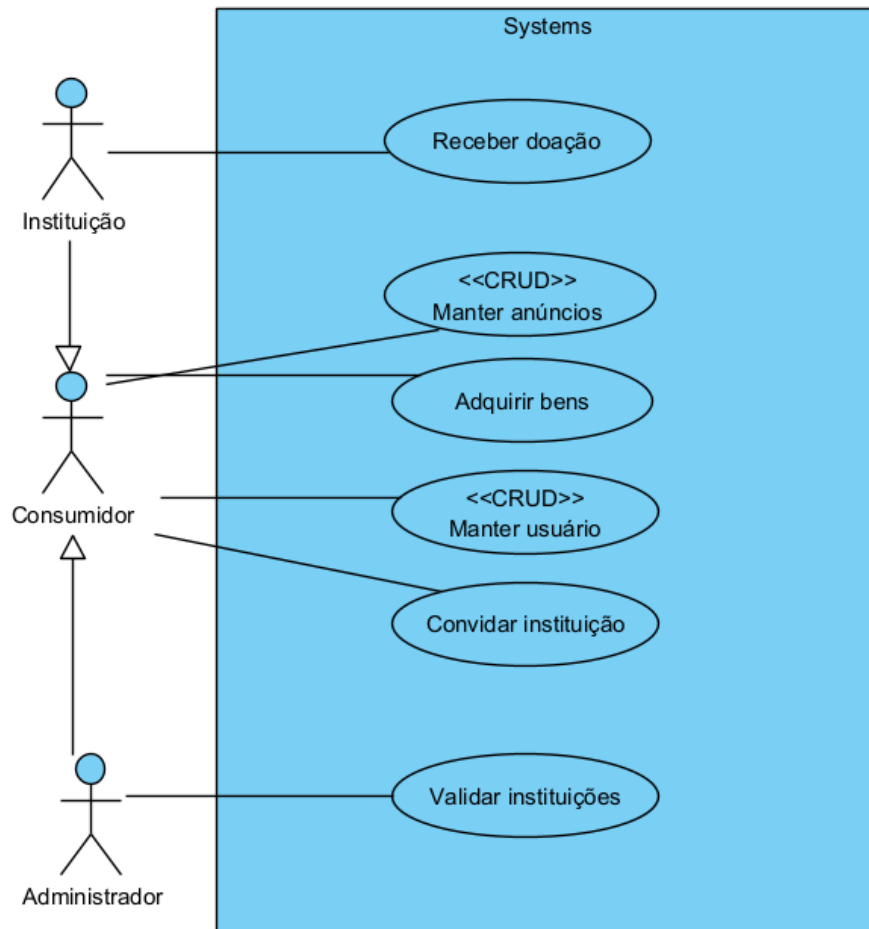 Systems
Receber doação
Instituição
<<CRUD>>
Manter anúncios
Adquirir bens
<<CRUD>>
Manter usuário
Consumidor
Convidar instituição
Validar instituições
Administrador